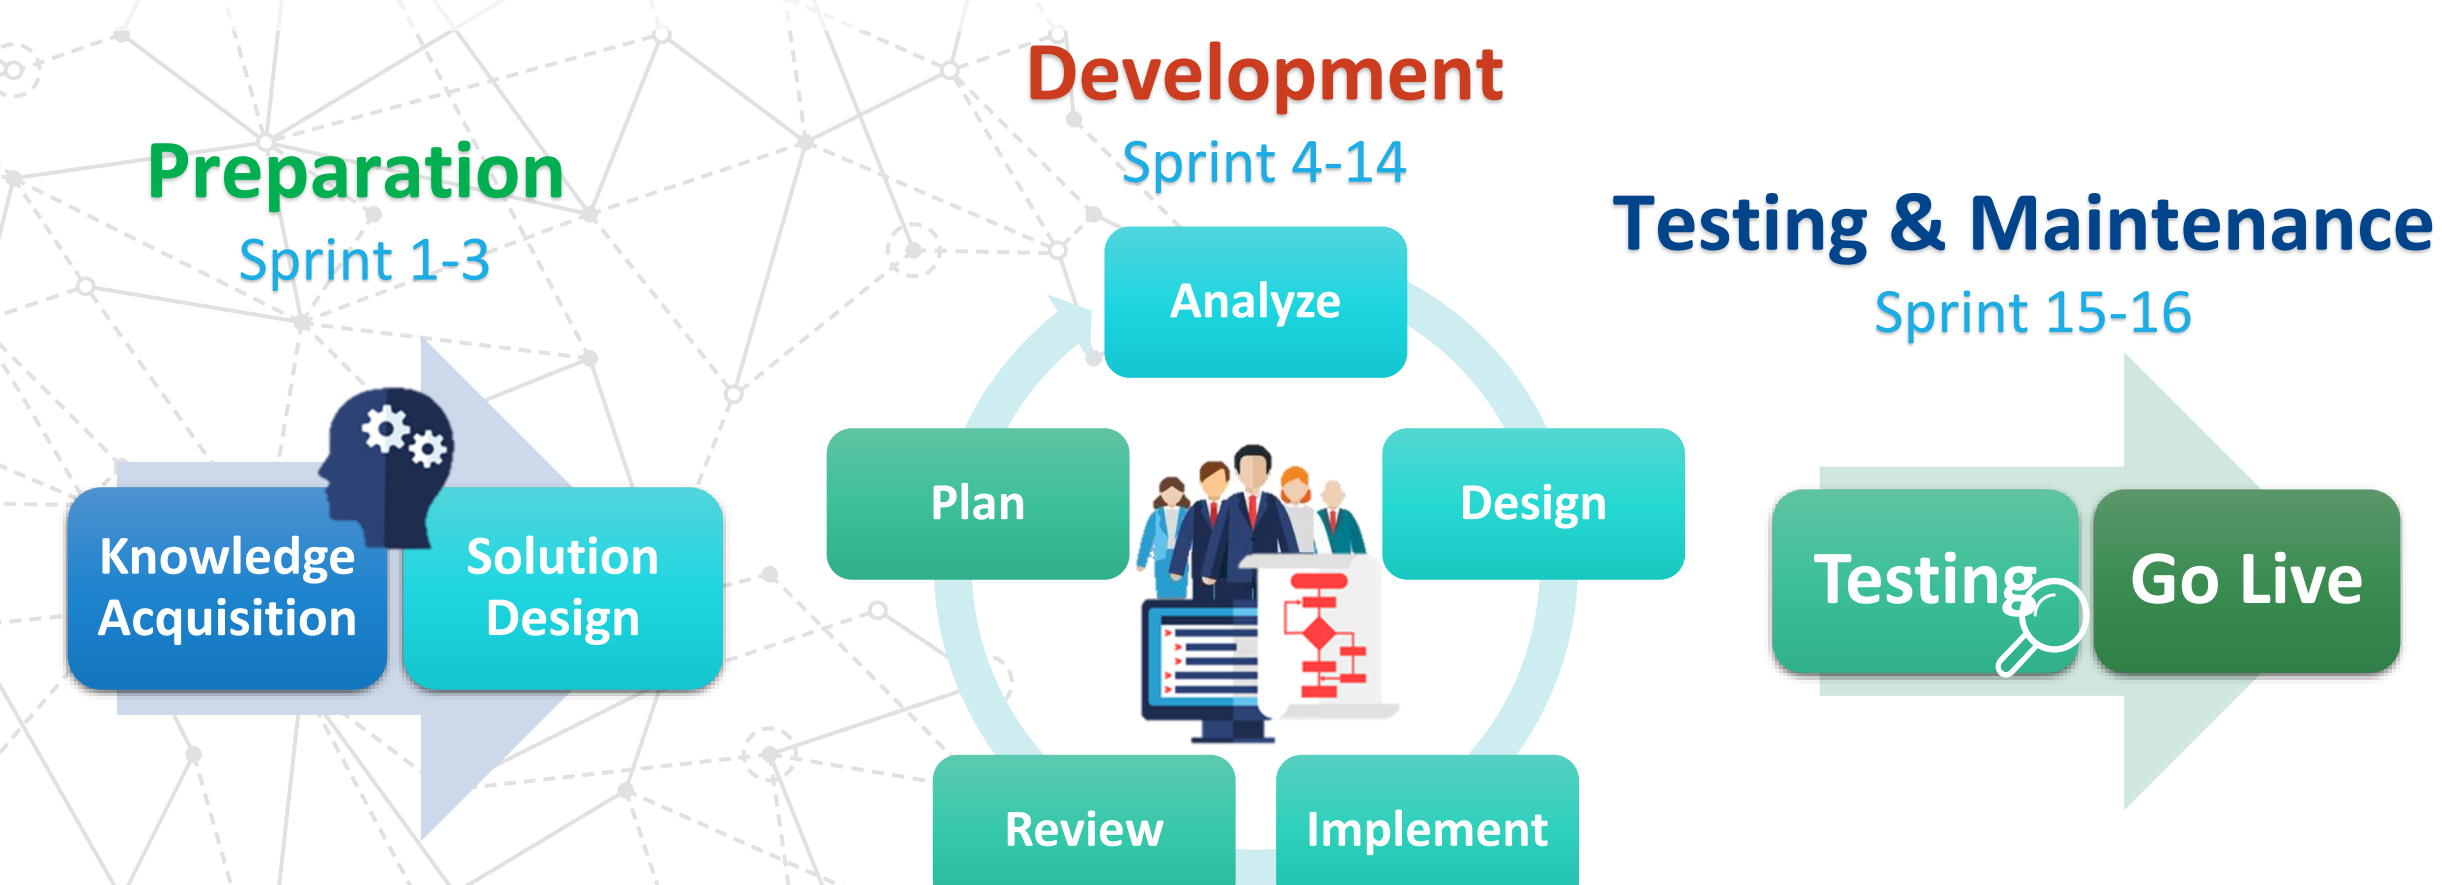 Preparation
Sprint 1-3
Knowledge
Acquisition
Solution
Design
Development
Sprint 4-14
Analyze
Design
Implement
Review
Plan
Testing & Maintenance
Sprint 15-16
Testing
Go Live